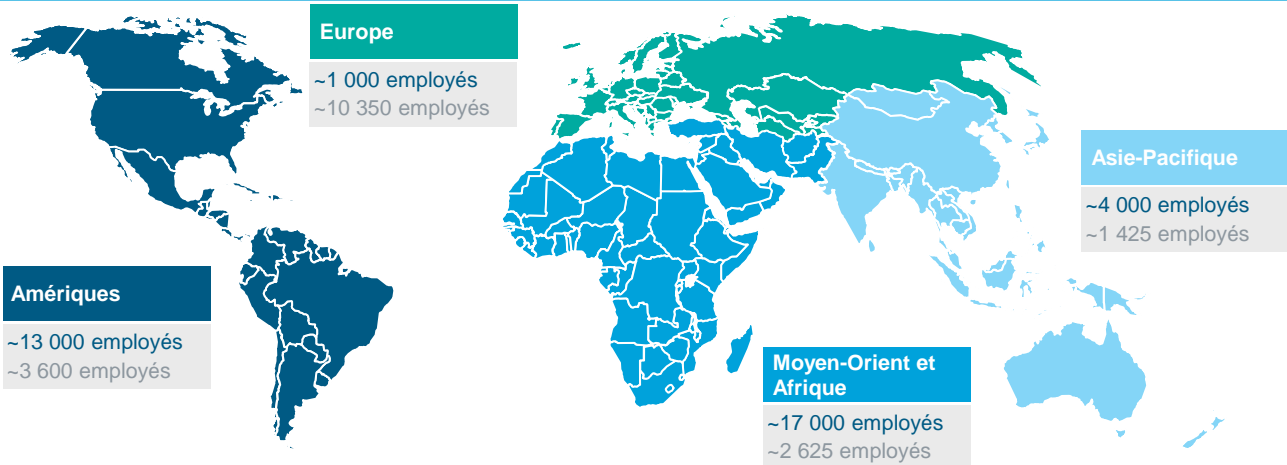 Europe
~1 000 employés
~10 350 employés
Asie-Pacifique
~4 000 employés
~1 425 employés
Amériques
~13 000 employés
~3 600 employés
Moyen-Orient et
Afrique
~17 000 employés
~2 625 employés